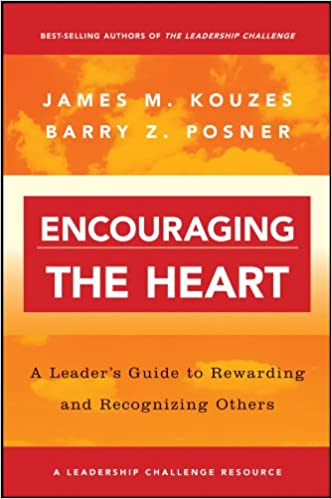 BEST-SELLING AUTHORS OF THE LEADERSHIP CHALLENGE
JAMES M. KOUZES
BARRY Z. POSNER
ENCOURAGING
THE HEART
A Leader's Guide to Rewarding
and Recognizing Others
A LEADERSHIP CHALLENGE RESOURCE